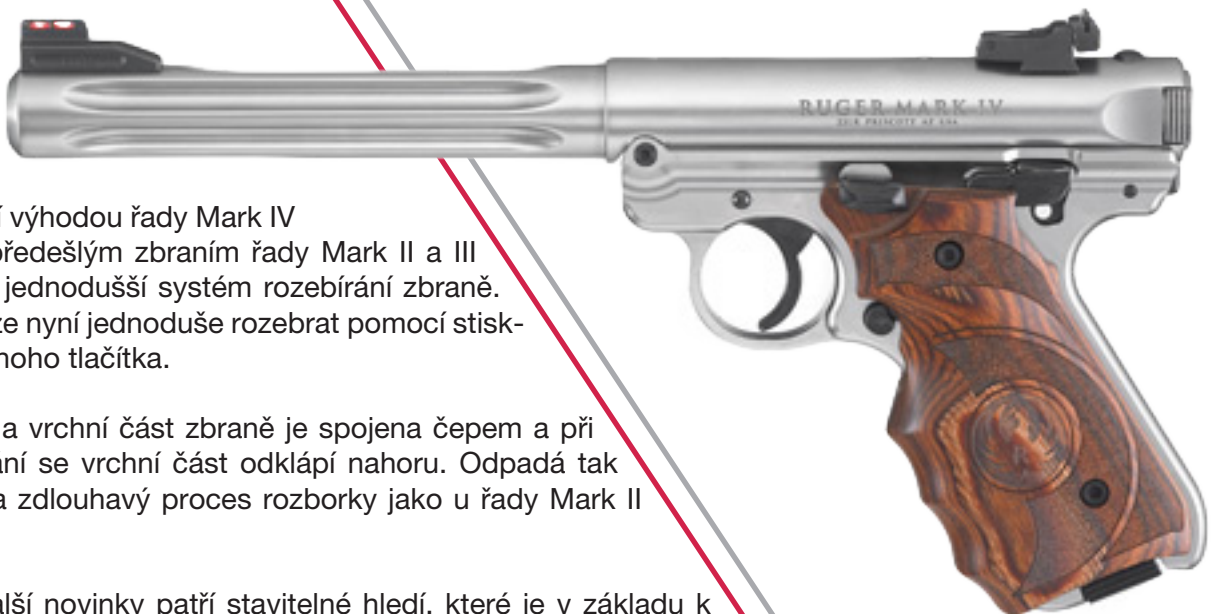 í výhodou řady Mark IV
předešlým zbraním řady Mark II a III
jednodušší systém rozebírání zbraně.
ze nyní jednoduše rozebrat pomocí stisk-
noho tlačítka.
a vrchní část zbraně je spojena čepem a při
ání se vrchní část odklápí nahoru. Odpadá tak
a zdlouhavý proces rozborky jako u řady Mark II
alší novinky patří stavitelné hledí, které je v základu k
RUGER MARK IV